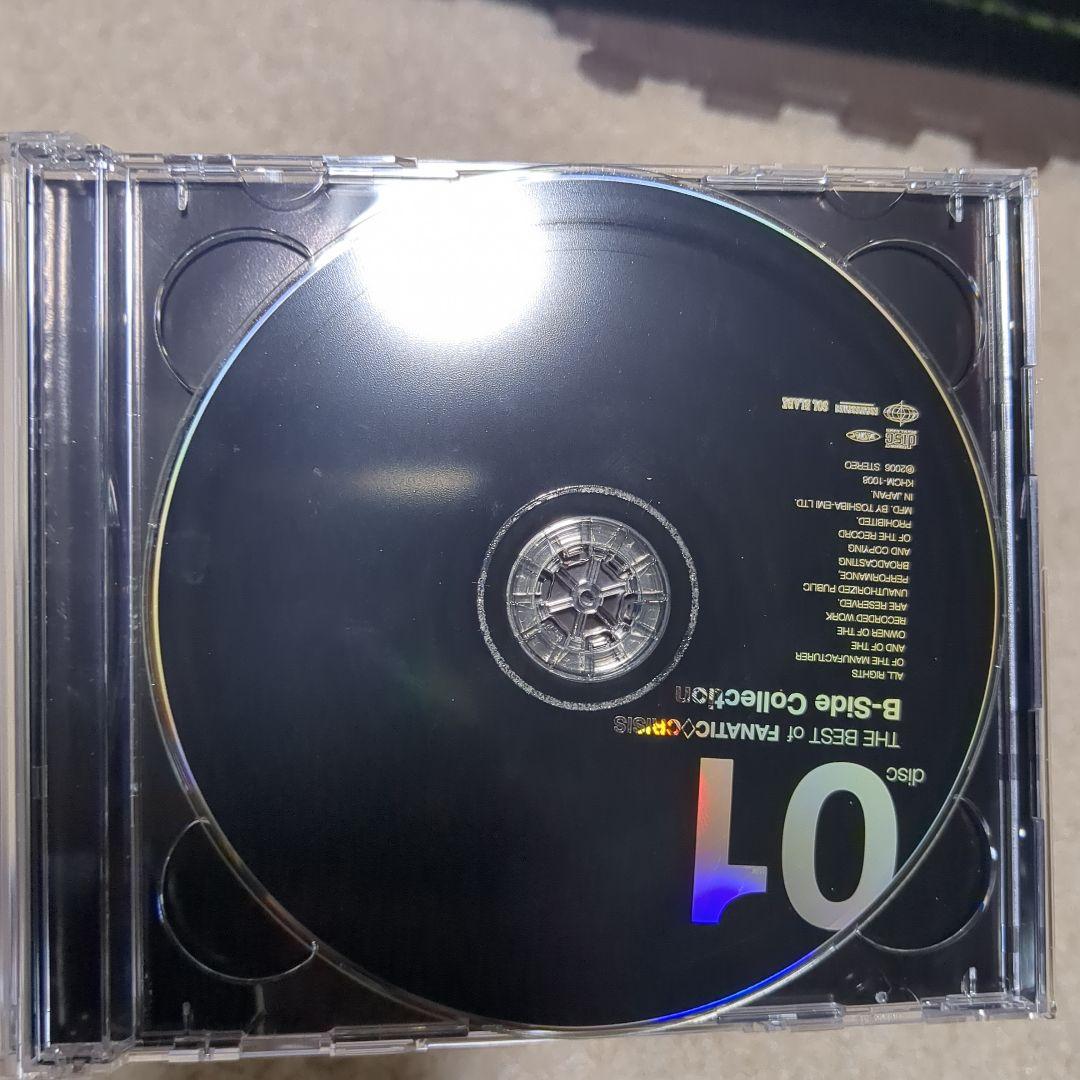 disc
01
THE BEST of FANATIC◇CRISIS
B-Side Collection
ALL RIGHTS
OF THE MANUFACTURER
AND OF THE
OWNER OF THE
RECORDED WORK
ARE RESERVED.
UNAUTHORIZED PUBLIC
PERFORMANCE,
BROADCASTING
AND COPYING
OF THE RECORD
PROHIBITED.
MFD. BY TOSHIBA-EMI LTD.
IN JAPAN.
KHCM-1008
℗2006 STEREO
disc
SOL BLADE